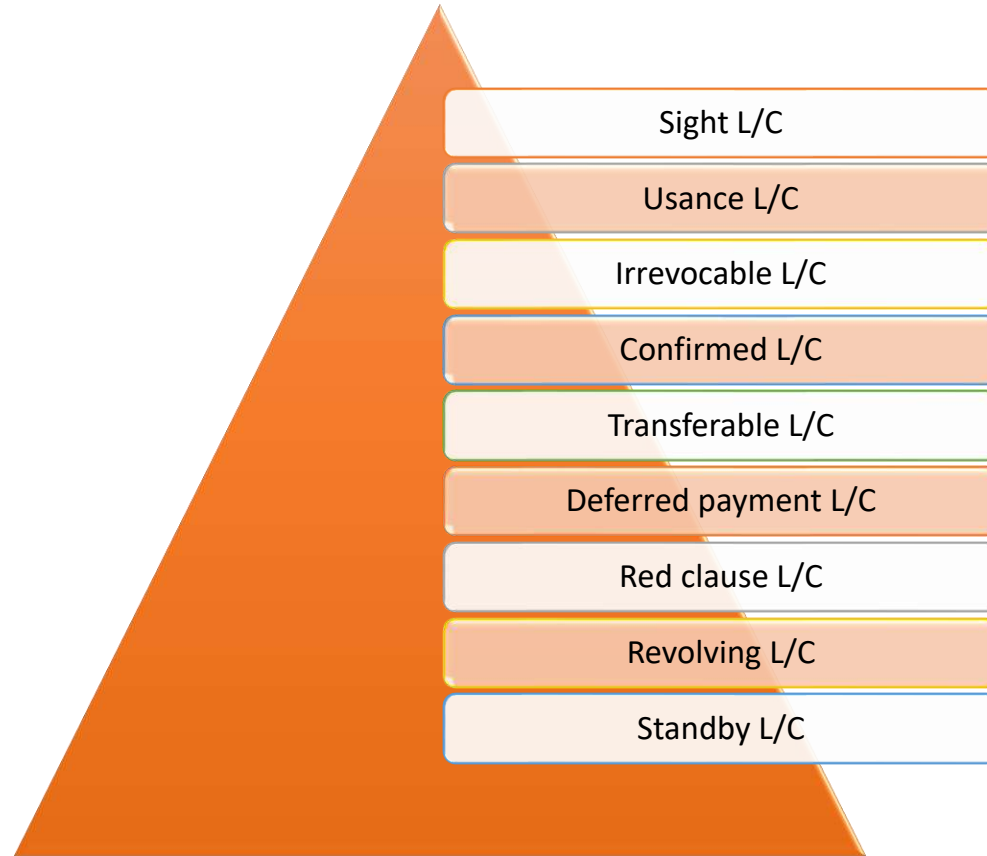 Sight L/C
Usance L/C
Irrevocable L/C
Confirmed L/C
Transferable L/C
Deferred payment L/C
Red clause L/C
Revolving L/C
Standby L/C